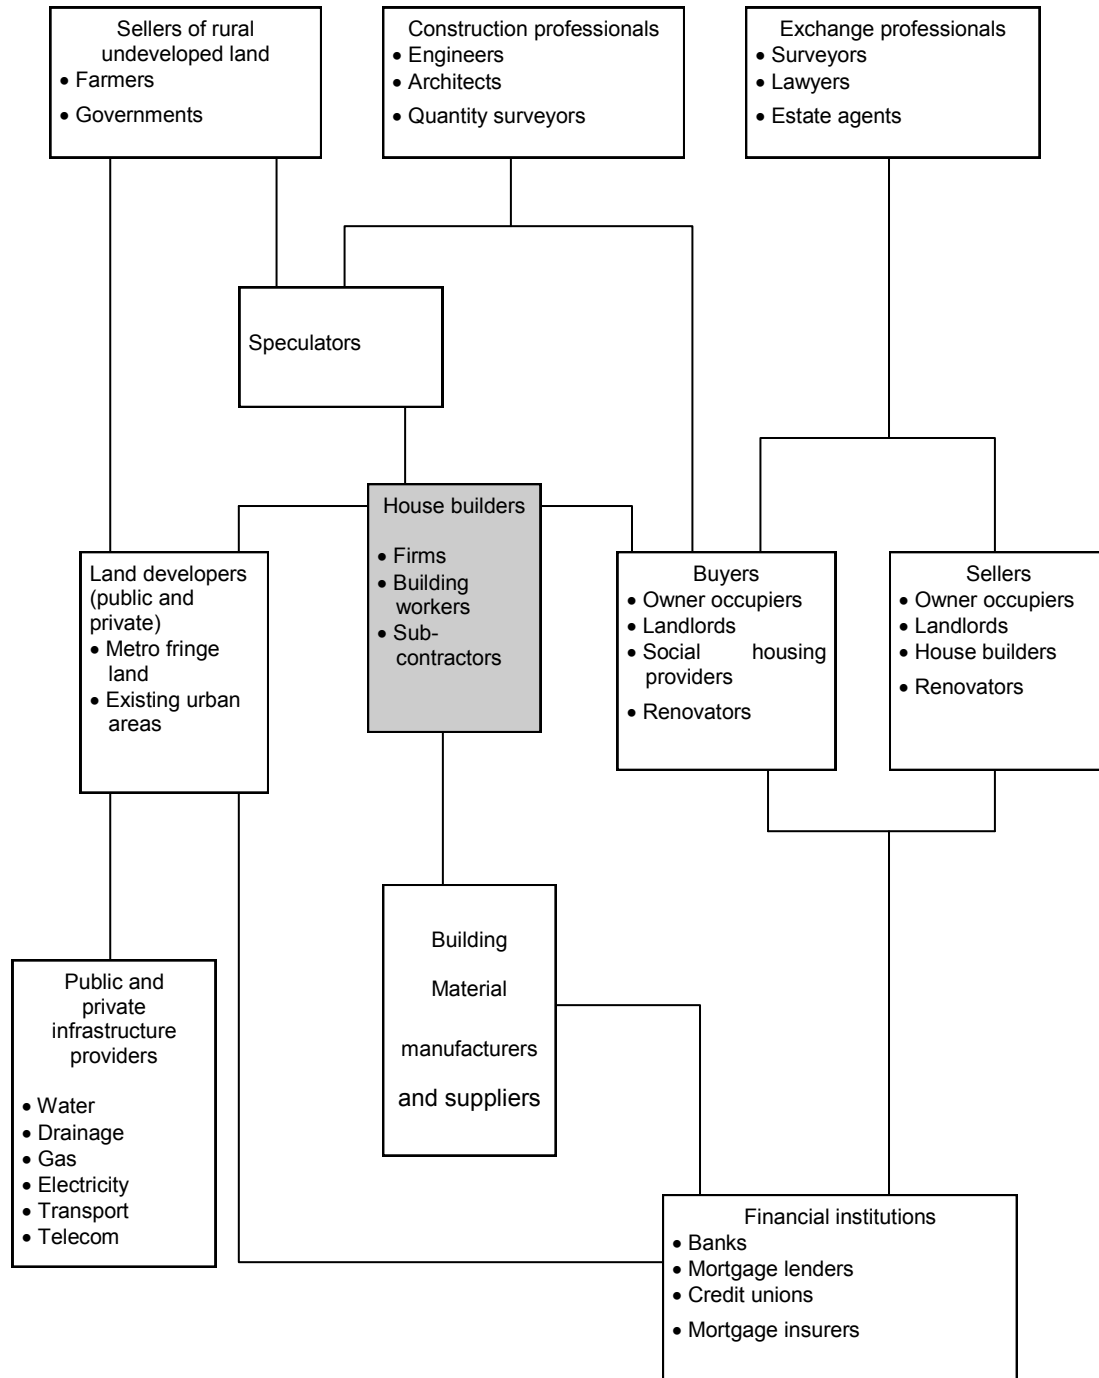 Sellers of rural
undeveloped land
• Farmers
• Governments
Construction professionals
• Engineers
• Architects
• Quantity surveyors
Exchange professionals
• Surveyors
• Lawyers
• Estate agents
Speculators
House builders
• Firms
• Building
workers
• Sub-
contractors
Land developers
(public and
private)
• Metro fringe
land
• Existing urban
areas
Buyers
• Owner occupiers
• Landlords
• Social housing
providers
• Renovators
Sellers
• Owner occupiers
• Landlords
• House builders
• Renovators
Building
Material
manufacturers
and suppliers
Public and
private
infrastructure
providers
• Water
• Drainage
• Gas
• Electricity
• Transport
• Telecom
Financial institutions
• Banks
• Mortgage lenders
• Credit unions
• Mortgage insurers